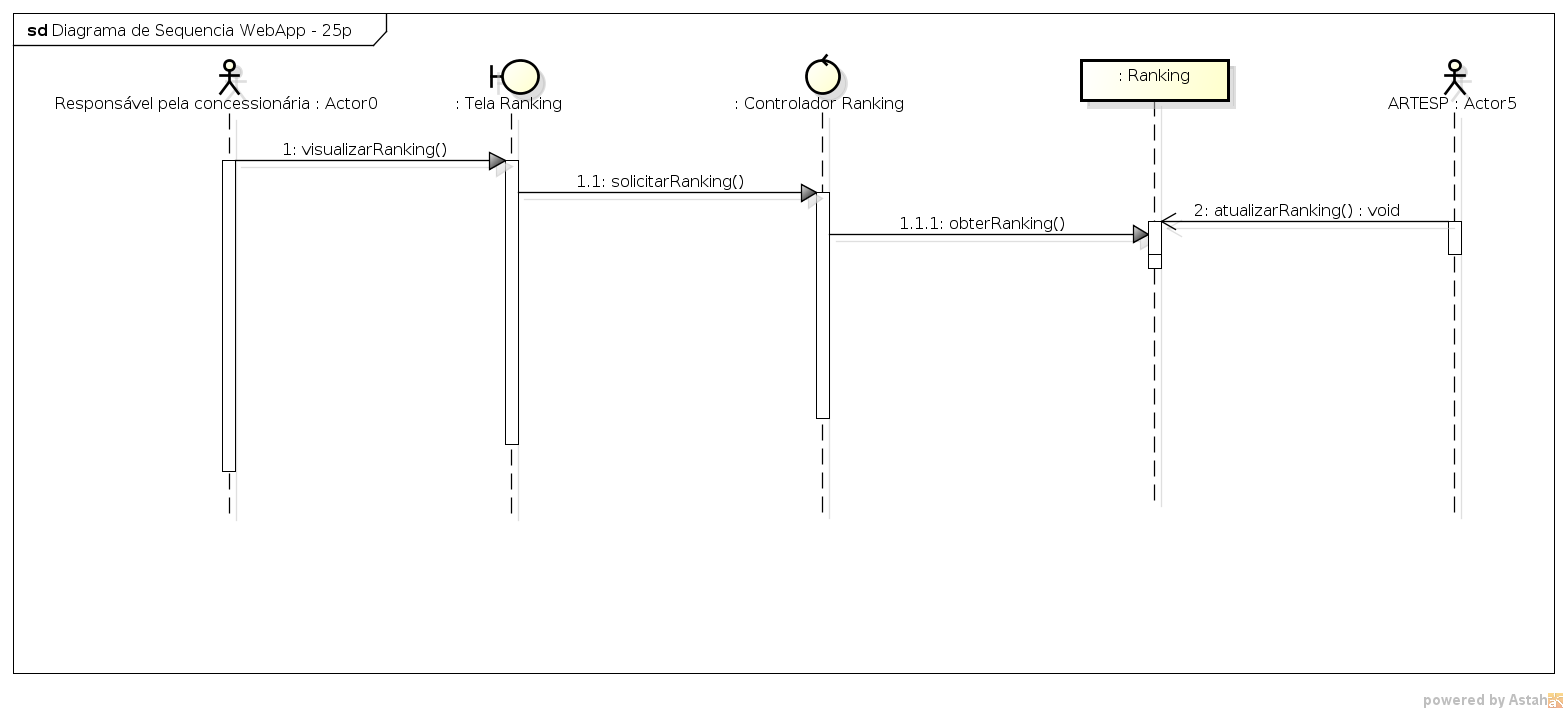 sd Diagrama de Sequencia WebApp - 25p
Responsável pela concessionária : Actor0
: Tela Ranking
: Controlador Ranking
: Ranking
ARTESP : Actor5
1: visualizarRanking()
1.1: solicitarRanking()
2: atualizarRanking() : void
1.1.1: obterRanking()
powered by Astah